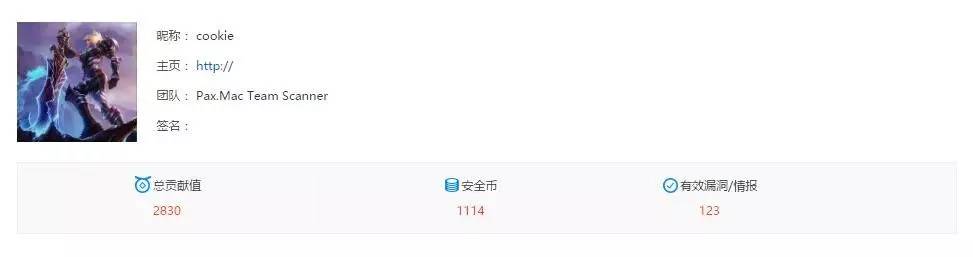 昵称： cookie
主页： http://
团队： Pax.Mac Team Scanner
签名：
总贡献值 安全币 有效漏洞/情报
2830 1114 123